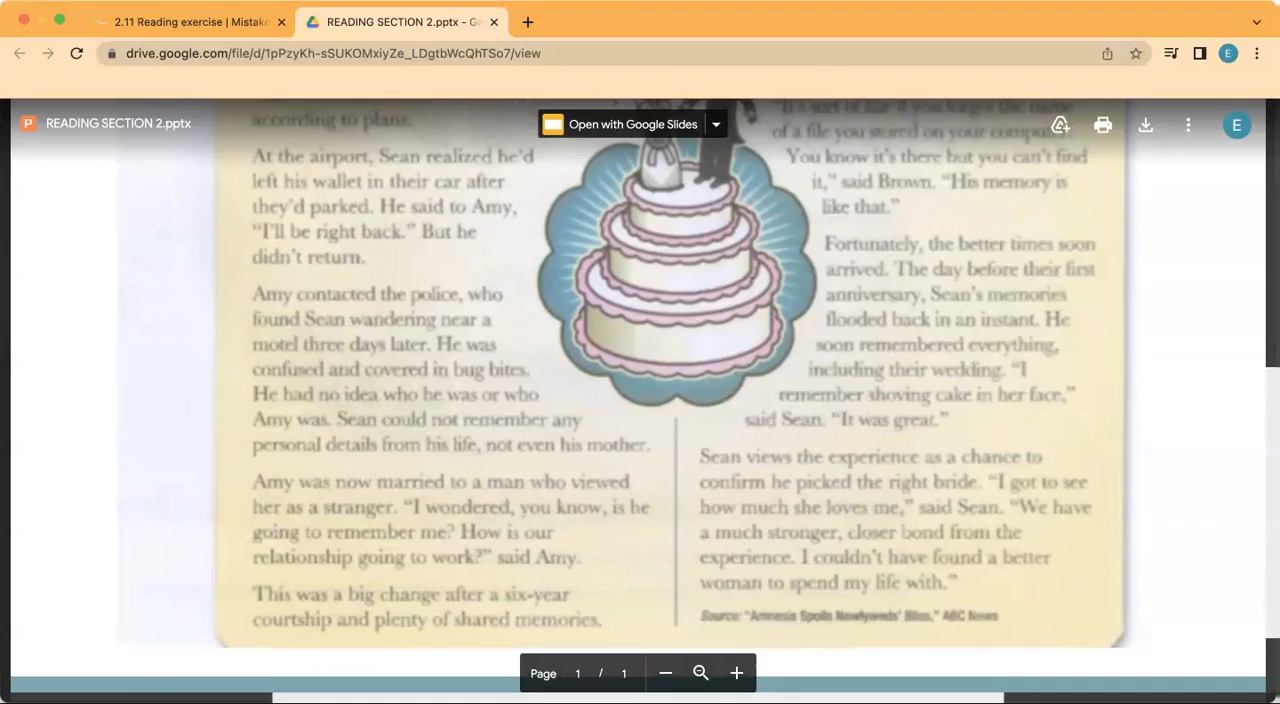 2.11 Reading exercise | Mistake
READING SECTION 2.pptx - Go
drive.google.com/file/d/1pPzyKh-sSUKOMxiyZe_LDgtbWcQhTSo7/view
E
P
READING SECTION 2.pptx
Open with Google Slides
E
according to plans.
At the airport, Sean realized he'd
left his wallet in their car after
they'd parked. He said to Amy,
"I'll be right back." But he
didn't return.
Amy contacted the police, who
found Sean wandering near a
motel three days later. He was
confused and covered in bug bites.
He had no idea who he was or who
Amy was. Sean could not remember any
personal details from his life, not even his mother.
Amy was now married to a man who viewed
her as a stranger. "I wondered, you know, is he
going to remember me? How is our
relationship going to work?" said Amy.
This was a big change after a six-year
courtship and plenty of shared memories.
"It's sort of like if you forgot the name
of a file you stored on your computer.
You know it's there but you can't find
it," said Brown. "His memory is
like that."
Fortunately, the better times soon
arrived. The day before their first
anniversary, Sean's memories
flooded back in an instant. He
soon remembered everything,
including their wedding. "I
remember shoving cake in her face,"
said Sean. "It was great."
Sean views the experience as a chance to
confirm he picked the right bride. "I got to see
how much she loves me," said Sean. "We have
a much stronger, closer bond from the
experience. I couldn't have found a better
woman to spend my life with."
Source: "Amnesia Spoils Newlyweds' Bliss," ABC News
Page 1 / 1